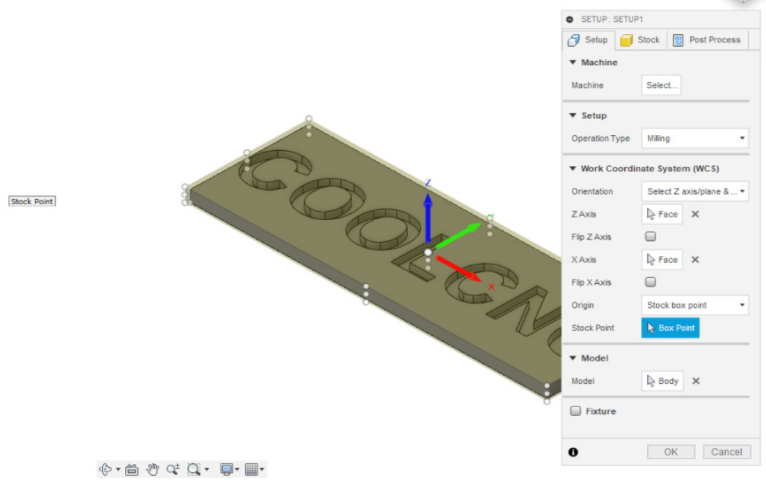 SETUP : SETUP1
Setup Stock Post Process
Machine
Machine Select...
Setup
Operation Type Milling
Work Coordinate System (WCS)
Orientation Select Z axis/plane & ...
Z Axis Face
Flip Z Axis
X Axis Face
Flip X Axis
Origin Stock box point
Stock Point Box Point
Model
Model Body
Fixture
OK Cancel
Stock Point
Z
X
COOL CNC